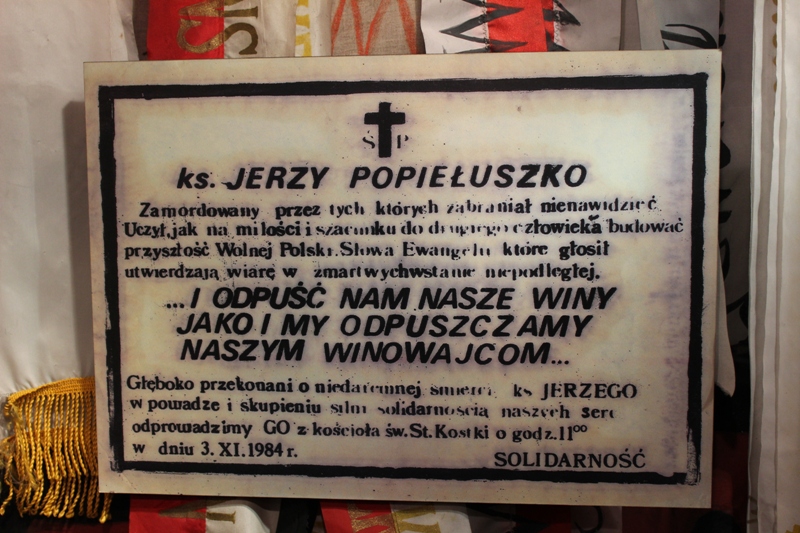 Ś P
ks. JERZY POPIEŁUSZKO
Zamordowany przez tych których zabraniał nienawidzieć.
Uczył, jak na miłości i szacunku do drugiego człowieka budować
przyszłość Wolnej Polski. Słowa Ewangelii które głosił
utwierdzają wiarę w zmartwychwstanie niepodległej.
...I ODPUŚĆ NAM NASZE WINY
JAKO I MY ODPUSZCZAMY
NASZYM WINOWAJCOM...
Głęboko przekonani o niedaremnej śmierci ks JERZEGO
w powadze i skupieniu silni solidarnością naszych serc
odprowadzimy GO z kościoła św. St. Kostki o godz. 11⁰⁰
w dniu 3. XI. 1984 r.
SOLIDARNOŚĆ